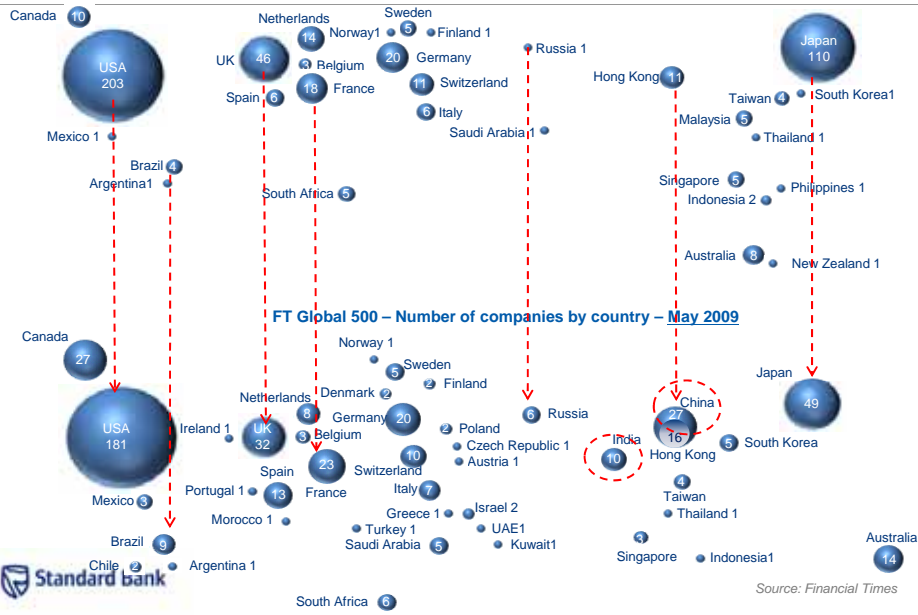 Canada 10
USA
203
Mexico 1
Brazil 4
Argentina1
Netherlands
14
Norway1
Sweden
5
Finland 1
UK 46
3 Belgium
20 Germany
Spain 6
18 France
11 Switzerland
6 Italy
Russia 1
Saudi Arabia 1
South Africa 5
Hong Kong 11
Japan
110
Taiwan 4
South Korea1
Malaysia 5
Thailand 1
Singapore 5
Philippines 1
Indonesia 2
Australia 8
New Zealand 1
FT Global 500 – Number of companies by country – May 2009
Canada
27
USA
181
Mexico 3
Brazil
9
Chile 2
Argentina 1
Norway 1
5 Sweden
Denmark 2
2 Finland
Netherlands
8
Germany 20
Ireland 1
UK
32
3 Belgium
2 Poland
Czech Republic 1
Austria 1
Spain
13
23
France
Switzerland
10
Portugal 1
Italy 7
Morocco 1
Greece 1
Israel 2
Turkey 1
UAE1
Saudi Arabia 5
Kuwait1
South Africa 6
6 Russia
China
27
16
Hong Kong
India
10
Japan
49
5 South Korea
4
Taiwan
Thailand 1
3
Singapore
Indonesia1
Australia
14
Standard Bank
Source: Financial Times